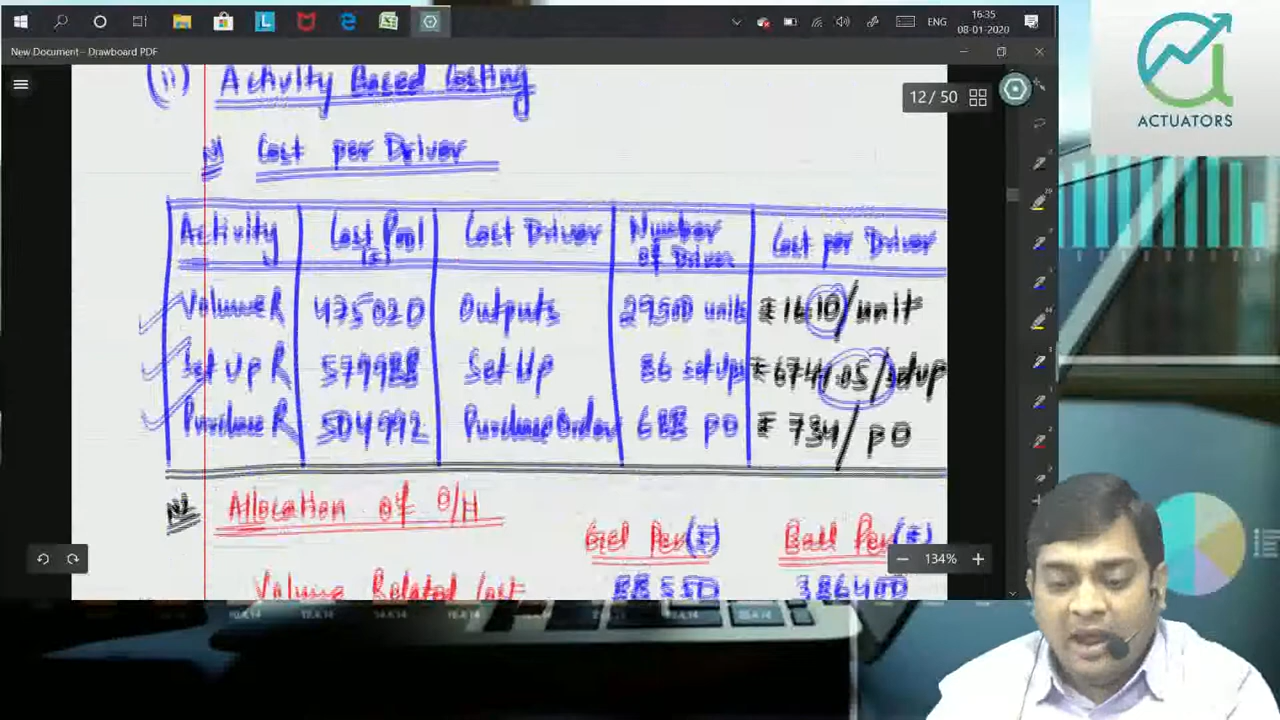 ENG
16:35
08-01-2020
New Document - Drawboard PDF
12 / 50
ACTUATORS
(ii) Activity Based Costing
Cost per Driver
Activity Cost Pool (₹) Cost Driver Number of Driver Cost per Driver
Volume R 475020 Outputs 29500 units ₹ 16.10/unit
Set Up R 579988 Set Up 86 setups ₹ 6744.05/setup
Purchase R 504992 Purchase Order 688 PO ₹ 734/PO
Allocation of O/H
Gel Pen (₹) Ball Pen (₹)
Volume Related Cost 88550 386400
134%